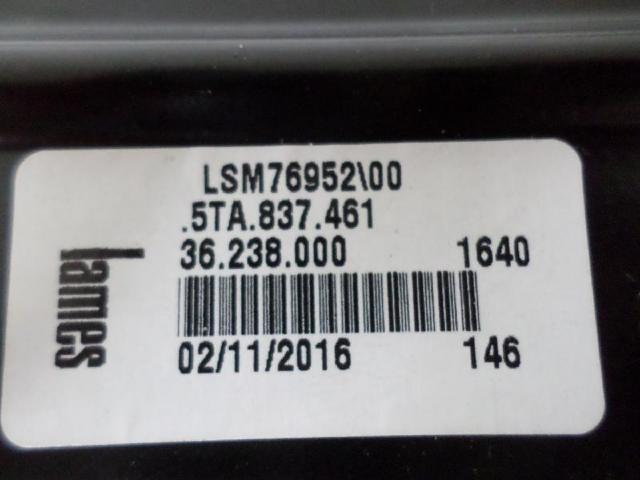 LSM76952\00
.5TA.837.461
36.238.000 1640
02/11/2016 146
lames